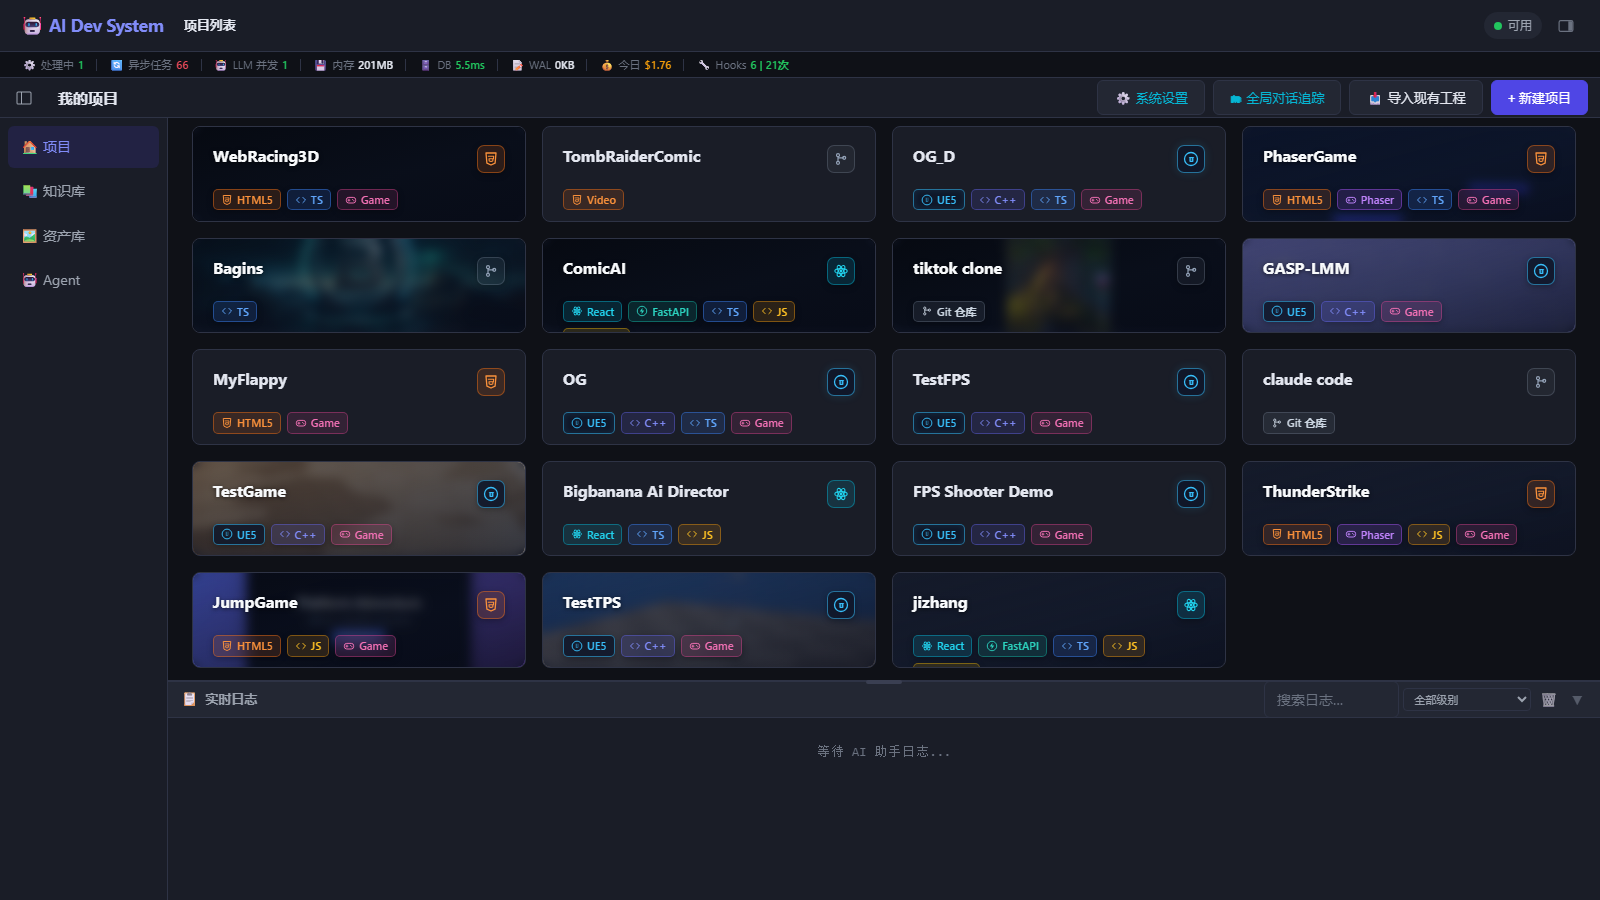 AI Dev System 项目列表 可用
处理中 1 异步任务 66 LLM 并发 1 内存 201MB DB 5.5ms WAL 0KB 今日 $1.76 Hooks 6 | 21次
我的项目 系统设置 全局对话追踪 导入现有工程 + 新建项目
项目
知识库
资产库
Agent
WebRacing3D
HTML5 TS Game
TombRaiderComic
Video
OG_D
UE5 C++ TS Game
PhaserGame
HTML5 Phaser TS Game
Bagins
TS
ComicAI
React FastAPI TS JS
tiktok clone
Git 仓库
GASP-LMM
UE5 C++ Game
MyFlappy
HTML5 Game
OG
UE5 C++ TS Game
TestFPS
UE5 C++ Game
claude code
Git 仓库
TestGame
UE5 C++ Game
Bigbanana Ai Director
React TS JS
FPS Shooter Demo
UE5 C++ Game
ThunderStrike
HTML5 Phaser JS Game
JumpGame
HTML5 JS Game
TestTPS
UE5 C++ Game
jizhang
React FastAPI TS JS
实时日志 搜索日志... 全部级别
等待 AI 助手日志...